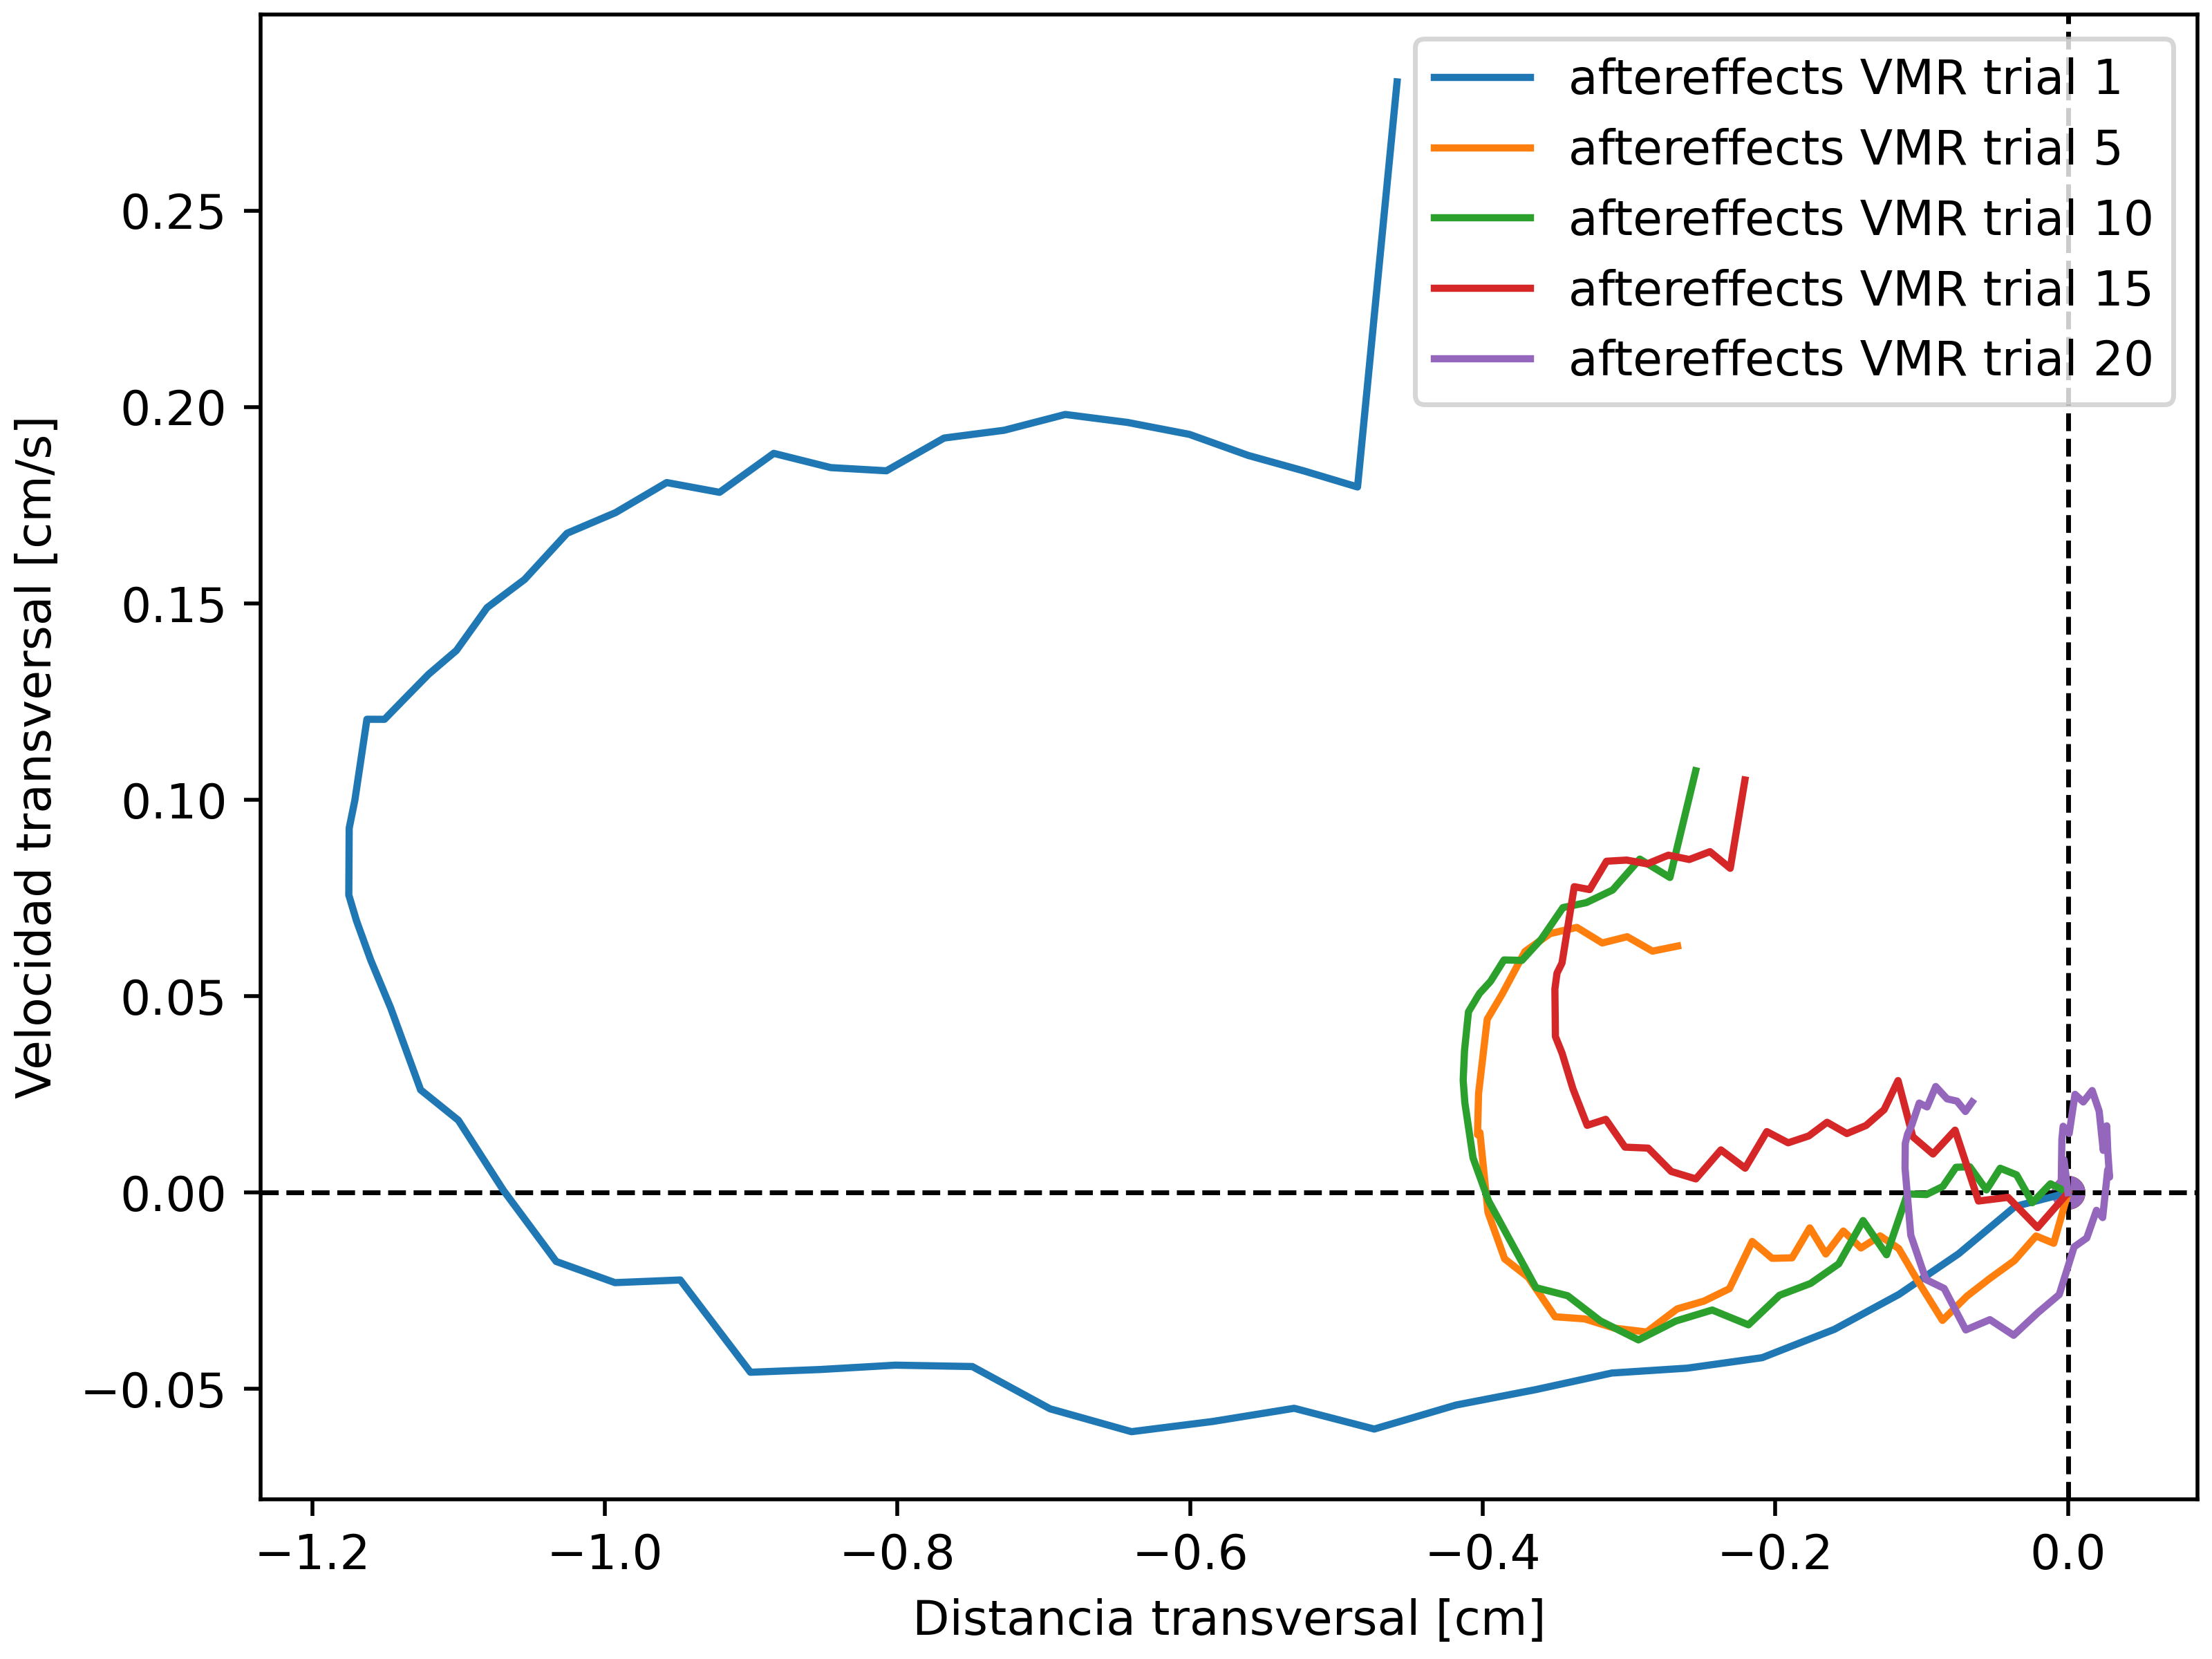 aftereffects VMR trial 1
aftereffects VMR trial 5
aftereffects VMR trial 10
aftereffects VMR trial 15
aftereffects VMR trial 20
Velocidad transversal [cm/s]
0.25
0.20
0.15
0.10
0.05
0.00
−0.05
−1.2 −1.0 −0.8 −0.6 −0.4 −0.2 0.0
Distancia transversal [cm]